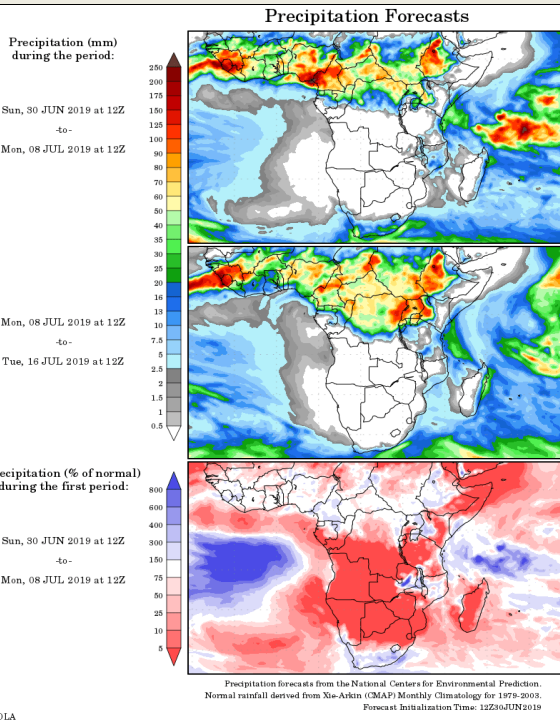 Precipitation Forecasts
Precipitation (mm)
during the period:
Sun, 30 JUN 2019 at 12Z
-to-
Mon, 08 JUL 2019 at 12Z
250
200
175
150
125
100
90
80
70
60
50
40
35
30
25
20
16
13
10
7.5
5
2.5
2
1.5
1
0.5
Mon, 08 JUL 2019 at 12Z
-to-
Tue, 16 JUL 2019 at 12Z
ecipitation (% of normal)
during the first period:
Sun, 30 JUN 2019 at 12Z
-to-
Mon, 08 JUL 2019 at 12Z
800
600
400
300
150
75
50
25
10
5
Precipitation forecasts from the National Centers for Environmental Prediction.
Normal rainfall derived from Xie-Arkin (CMAP) Monthly Climatology for 1979-2003.
Forecast Initialization Time: 12Z30JUN2019
OLA